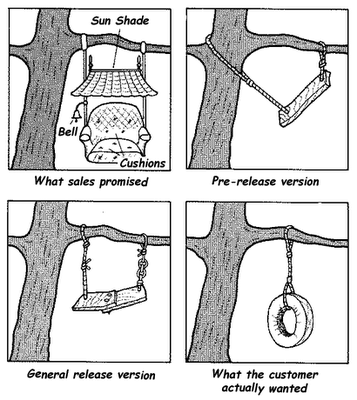 Sun Shade
Bell
Cushions
What sales promised
Pre-release version
General release version
What the customer
actually wanted